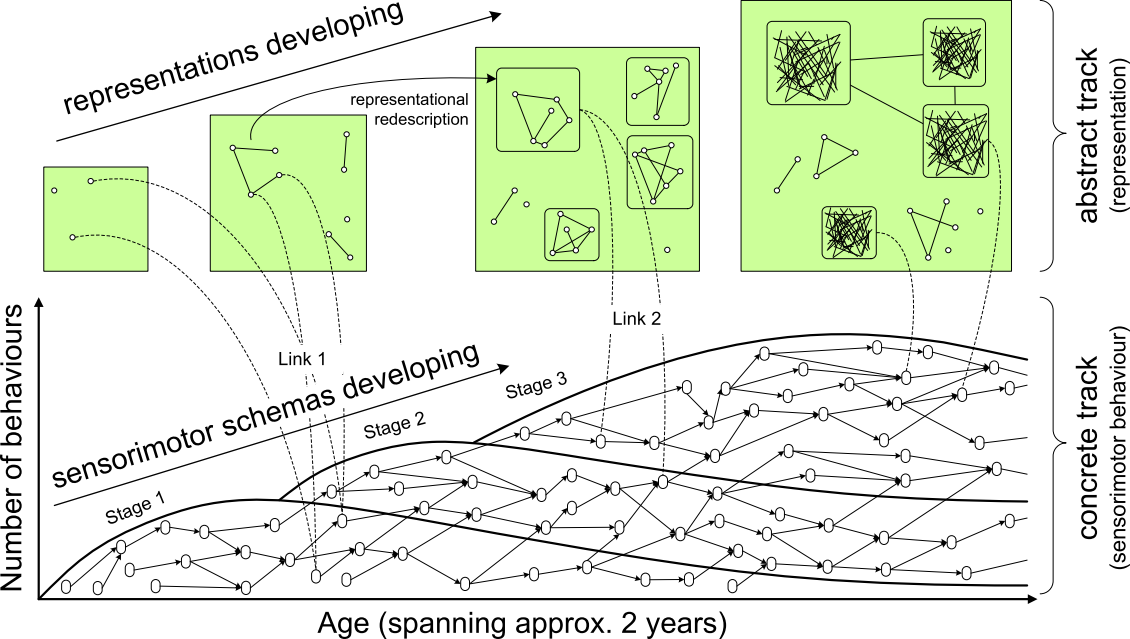 representations developing
representational
redescription
abstract track
(representation)
Link 1
Link 2
sensorimotor schemas developing
Stage 1
Stage 2
Stage 3
concrete track
(sensorimotor behaviour)
Number of behaviours
Age (spanning approx. 2 years)